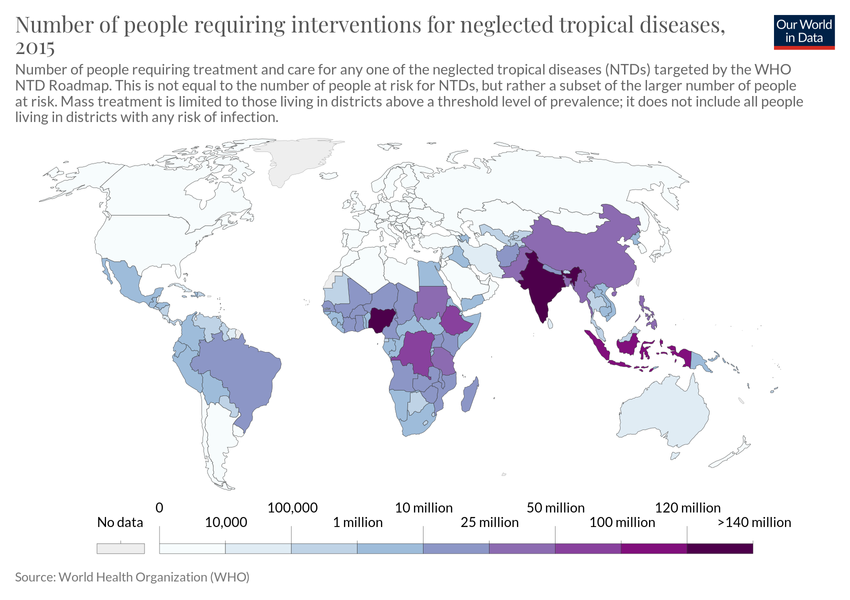 Number of people requiring interventions for neglected tropical diseases,
2015
Our World
in Data
Number of people requiring treatment and care for any one of the neglected tropical diseases (NTDs) targeted by the WHO
NTD Roadmap. This is not equal to the number of people at risk for NTDs, but rather a subset of the larger number of people
at risk. Mass treatment is limited to those living in districts above a threshold level of prevalence; it does not include all people
living in districts with any risk of infection.
0 100,000 10 million 50 million 120 million
No data 10,000 1 million 25 million 100 million >140 million
Source: World Health Organization (WHO)